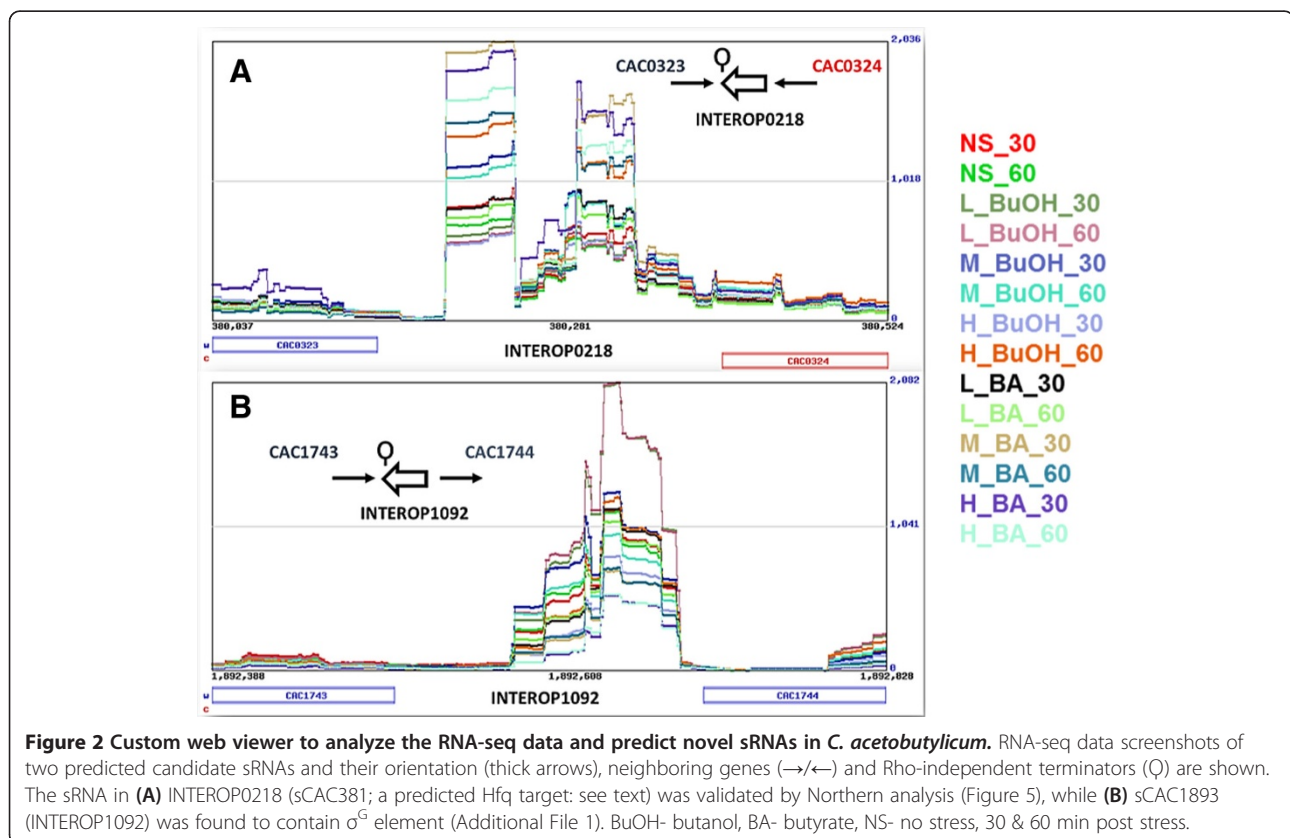 A
2,036
CAC0323
CAC0324
INTEROP0218
1,018
0
380,037
380,281
380,524
W
C
CAC0323
INTEROP0218
CAC0324
B
2,082
CAC1743
CAC1744
INTEROP1092
1,041
0
1,892,388
1,892,608
1,892,828
W
C
CAC1743
INTEROP1092
CAC1744
NS_30
NS_60
L_BuOH_30
L_BuOH_60
M_BuOH_30
M_BuOH_60
H_BuOH_30
H_BuOH_60
L_BA_30
L_BA_60
M_BA_30
M_BA_60
H_BA_30
H_BA_60
Figure 2 Custom web viewer to analyze the RNA-seq data and predict novel sRNAs in C. acetobutylicum. RNA-seq data screenshots of
two predicted candidate sRNAs and their orientation (thick arrows), neighboring genes (→/←) and Rho-independent terminators (Ϙ) are shown.
The sRNA in (A) INTEROP0218 (sCAC381; a predicted Hfq target: see text) was validated by Northern analysis (Figure 5), while (B) sCAC1893
(INTEROP1092) was found to contain σG element (Additional File 1). BuOH- butanol, BA- butyrate, NS- no stress, 30 & 60 min post stress.